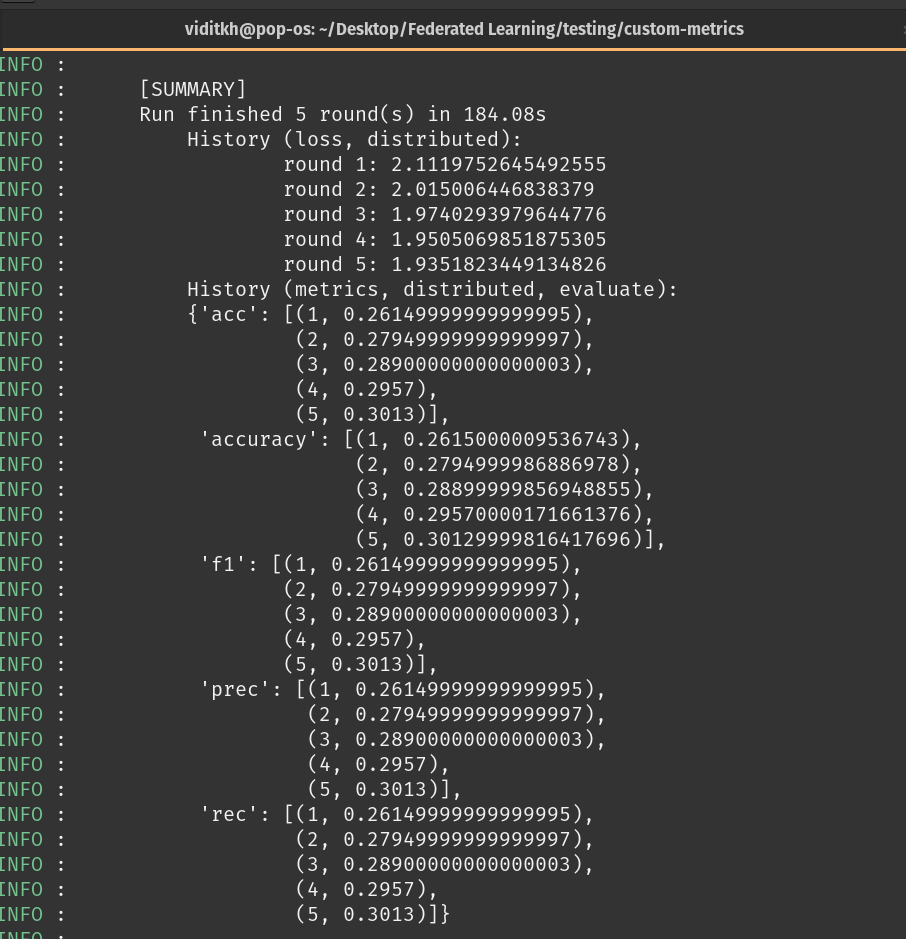 viditkh@pop-os: ~/Desktop/Federated Learning/testing/custom-metrics
INFO :
INFO :      [SUMMARY]
INFO :      Run finished 5 round(s) in 184.08s
INFO :          History (loss, distributed):
INFO :                  round 1: 2.1119752645492555
INFO :                  round 2: 2.015006446838379
INFO :                  round 3: 1.9740293979644776
INFO :                  round 4: 1.9505069851875305
INFO :                  round 5: 1.9351823449134826
INFO :          History (metrics, distributed, evaluate):
INFO :          {'acc': [(1, 0.26149999999999995),
INFO :                   (2, 0.27949999999999997),
INFO :                   (3, 0.28900000000000003),
INFO :                   (4, 0.2957),
INFO :                   (5, 0.3013)],
INFO :           'accuracy': [(1, 0.2615000009536743),
INFO :                        (2, 0.2794999986886978),
INFO :                        (3, 0.28899999856948855),
INFO :                        (4, 0.29570000171661376),
INFO :                        (5, 0.30129999816417696)],
INFO :           'f1': [(1, 0.26149999999999995),
INFO :                  (2, 0.27949999999999997),
INFO :                  (3, 0.28900000000000003),
INFO :                  (4, 0.2957),
INFO :                  (5, 0.3013)],
INFO :           'prec': [(1, 0.26149999999999995),
INFO :                    (2, 0.27949999999999997),
INFO :                    (3, 0.28900000000000003),
INFO :                    (4, 0.2957),
INFO :                    (5, 0.3013)],
INFO :           'rec': [(1, 0.26149999999999995),
INFO :                   (2, 0.27949999999999997),
INFO :                   (3, 0.28900000000000003),
INFO :                   (4, 0.2957),
INFO :                   (5, 0.3013)]}
INFO :